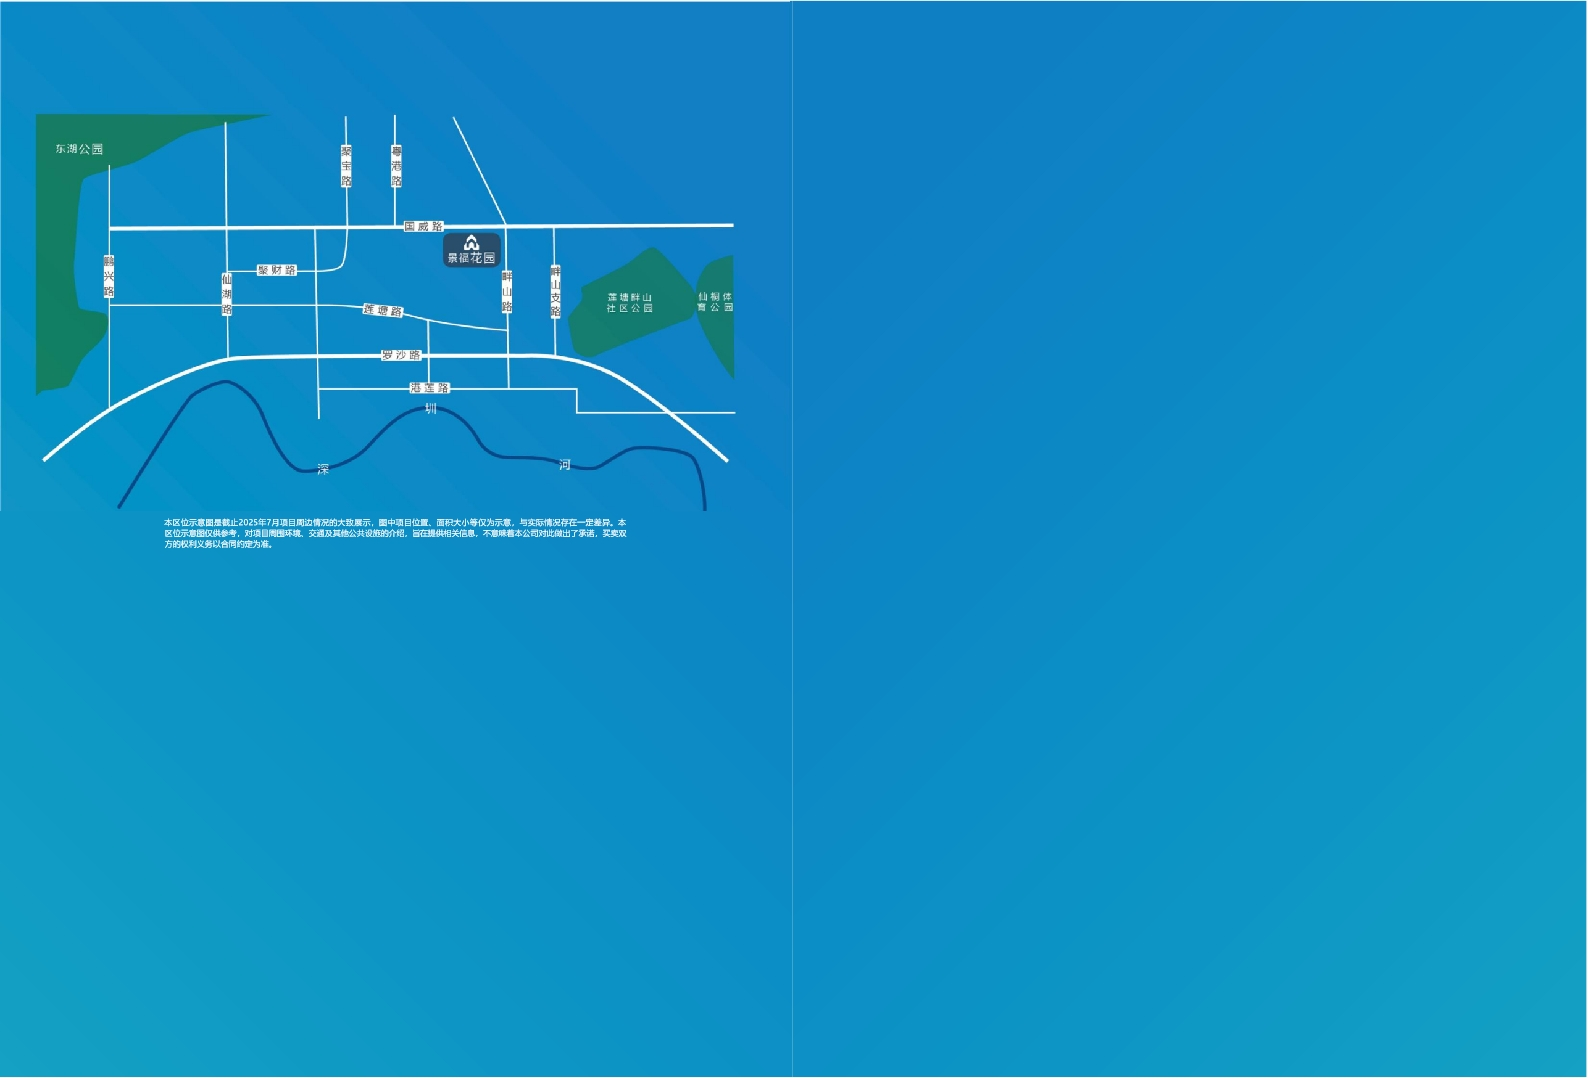 东湖公园
聚宝路
粤港路
国威路
景福花园
鹏兴路
仙湖路
聚财路
畔山路
畔山支路
莲塘畔山
社区公园
仙桐体
育公园
莲塘路
罗沙路
港莲路
圳
深
河
本区位示意图是截止2025年7月项目周边情况的大致展示，图中项目位置、面积大小等仅为示意，与实际情况存在一定差异。本
区位示意图仅供参考，对项目周围环境、交通及其他公共设施的介绍，旨在提供相关信息，不意味着本公司对此做出了承诺，买卖双
方的权利义务以合同约定为准。